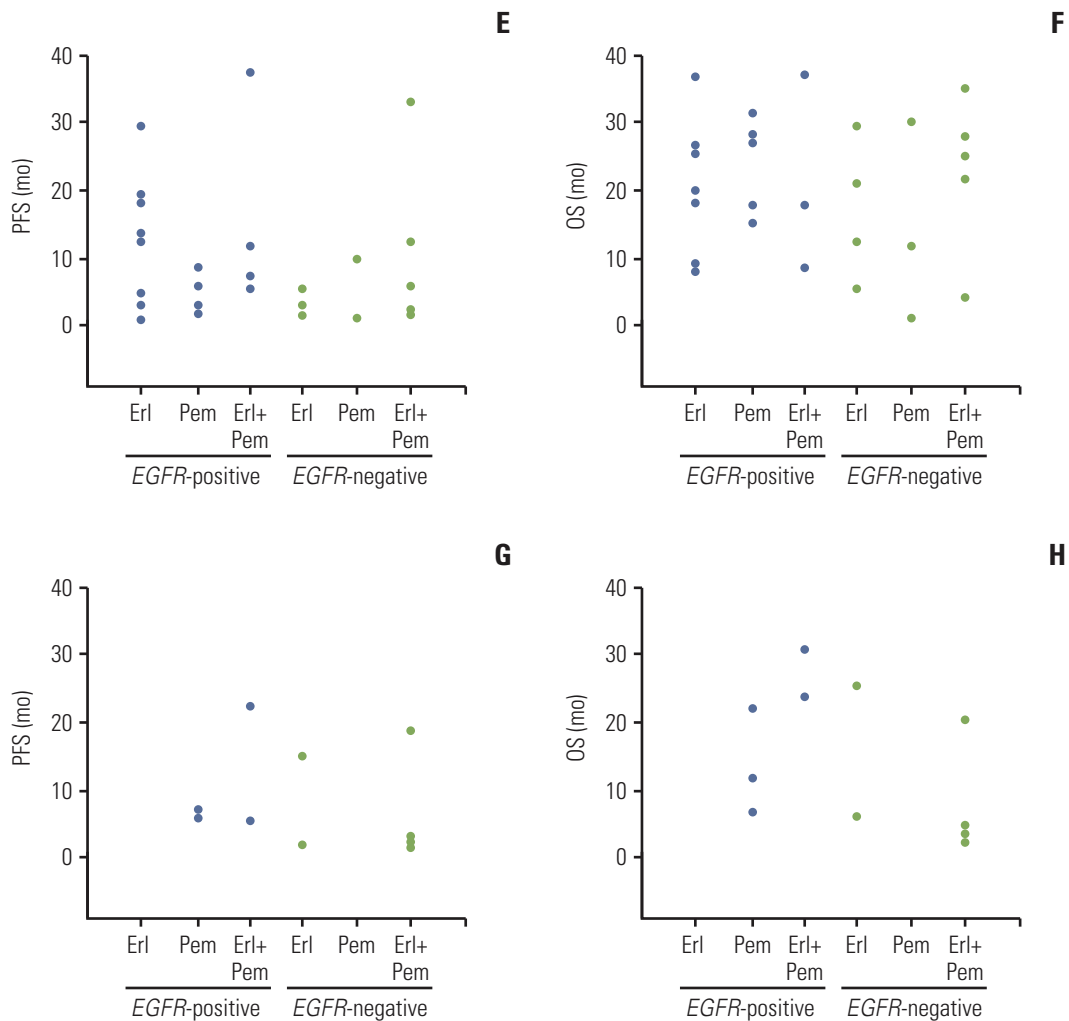 E
40
30
20
10
0
PFS (mo)
Erl Pem Erl+ Erl Pem Erl+
Pem Pem
EGFR-positive EGFR-negative
F
40
30
20
10
0
OS (mo)
Erl Pem Erl+ Erl Pem Erl+
Pem Pem
EGFR-positive EGFR-negative
G
40
30
20
10
0
PFS (mo)
Erl Pem Erl+ Erl Pem Erl+
Pem Pem
EGFR-positive EGFR-negative
H
40
30
20
10
0
OS (mo)
Erl Pem Erl+ Erl Pem Erl+
Pem Pem
EGFR-positive EGFR-negative